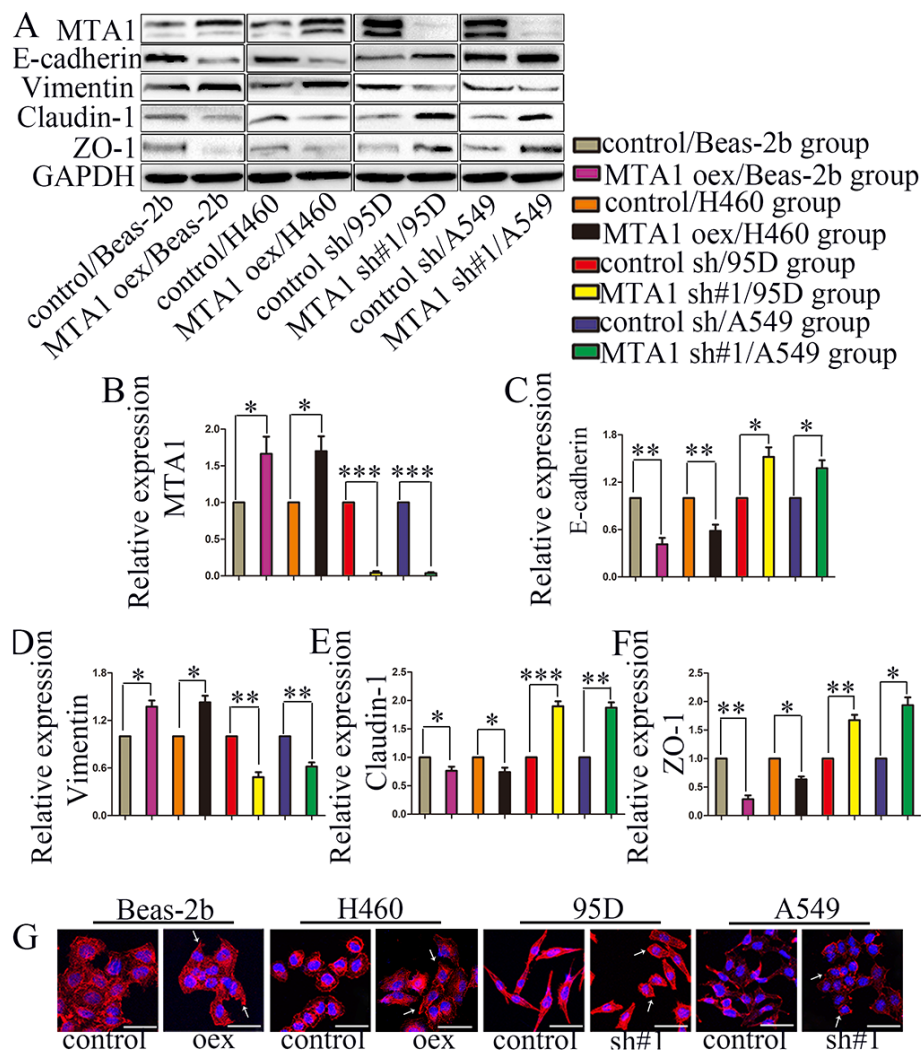 A
MTA1
E-cadherin
Vimentin
Claudin-1
ZO-1
GAPDH
control/Beas-2b
MTA1 oex/Beas-2b
control/H460
MTA1 oex/H460
control sh/95D
MTA1 sh#1/95D
control sh/A549
MTA1 sh#1/A549
control/Beas-2b group
MTA1 oex/Beas-2b group
control/H460 group
MTA1 oex/H460 group
control sh/95D group
MTA1 sh#1/95D group
control sh/A549 group
MTA1 sh#1/A549 group
B
Relative expression
MTA1
2.0
1.5
1.0
0.5
0.0
* * *** ***
C
Relative expression
E-cadherin
1.8
1.2
0.6
0.0
** ** * *
D
Relative expression
Vimentin
1.8
1.2
0.6
0.0
* * ** **
E
Relative expression
Claudin-1
2.5
2.0
1.5
1.0
0.5
0.0
* * *** **
F
Relative expression
ZO-1
2.5
2.0
1.5
1.0
0.5
0.0
** * ** *
G
Beas-2b H460 95D A549
control oex control oex control sh#1 control sh#1